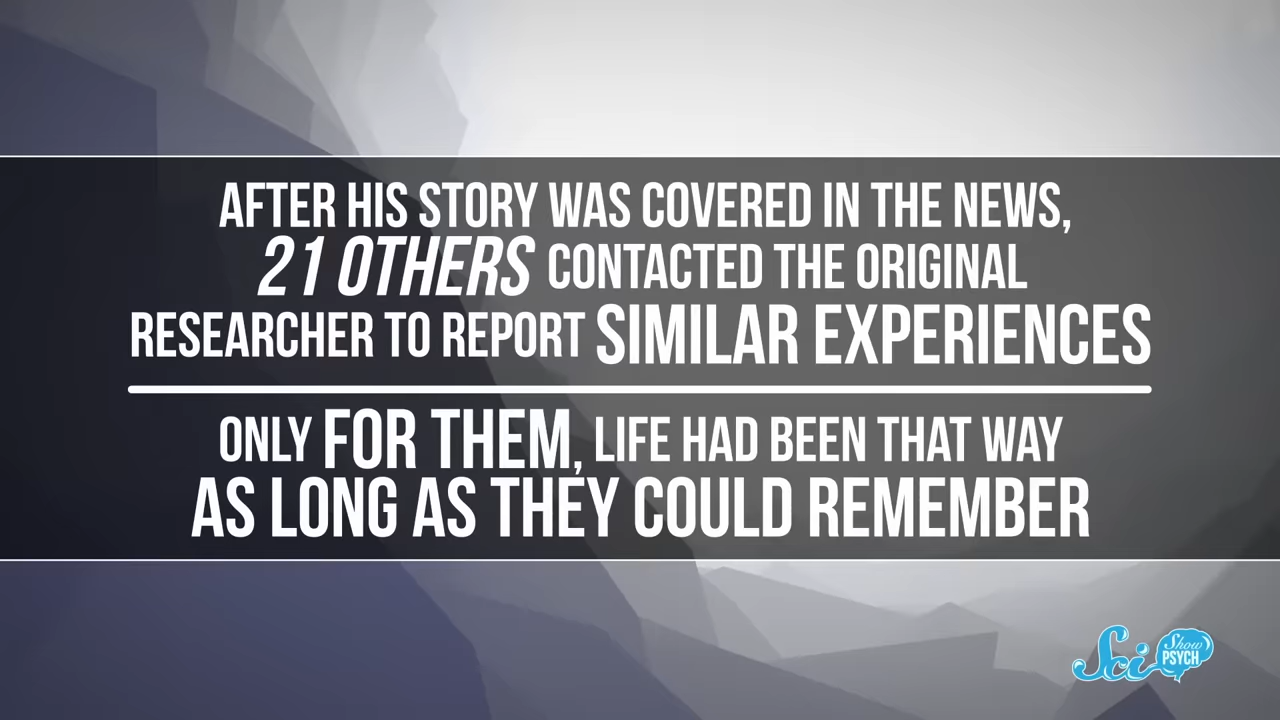 AFTER HIS STORY WAS COVERED IN THE NEWS,
21 OTHERS CONTACTED THE ORIGINAL
RESEARCHER TO REPORT SIMILAR EXPERIENCES
ONLY FOR THEM, LIFE HAD BEEN THAT WAY
AS LONG AS THEY COULD REMEMBER
Sci Show PSYCH